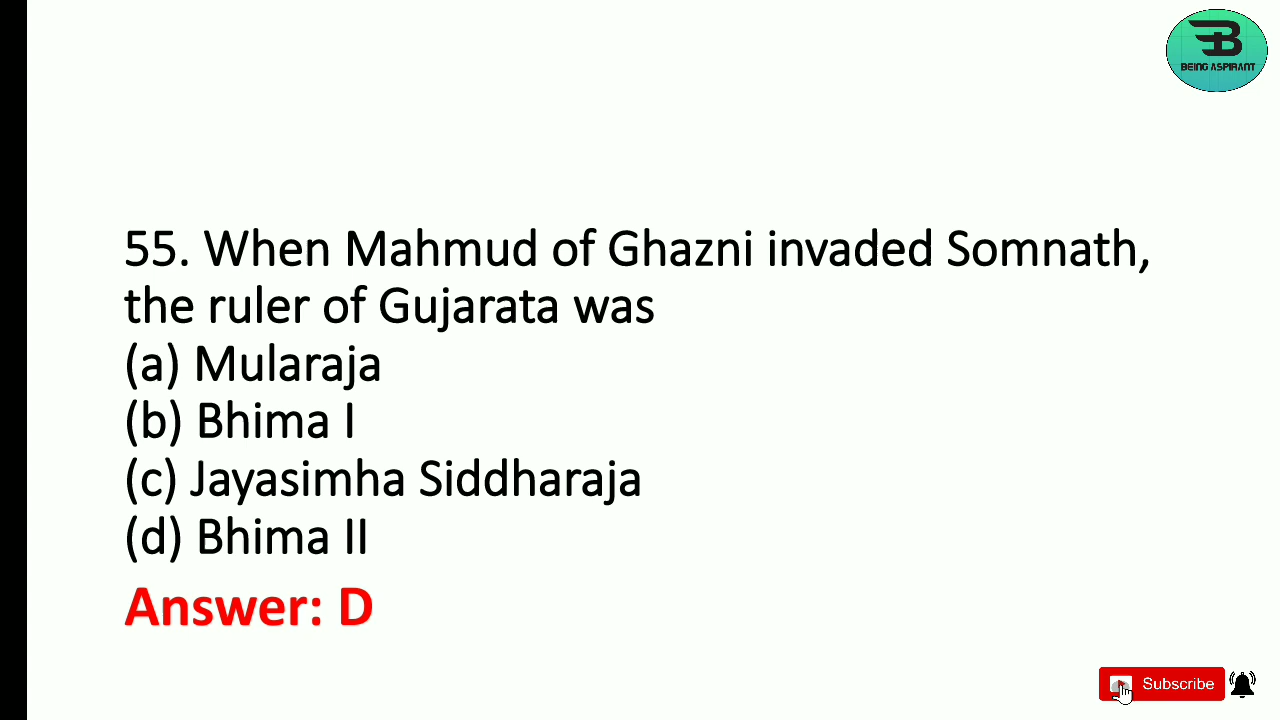 BEING ASPIRANT
55. When Mahmud of Ghazni invaded Somnath,
the ruler of Gujarata was
(a) Mularaja
(b) Bhima I
(c) Jayasimha Siddharaja
(d) Bhima II
Answer: D
Subscribe